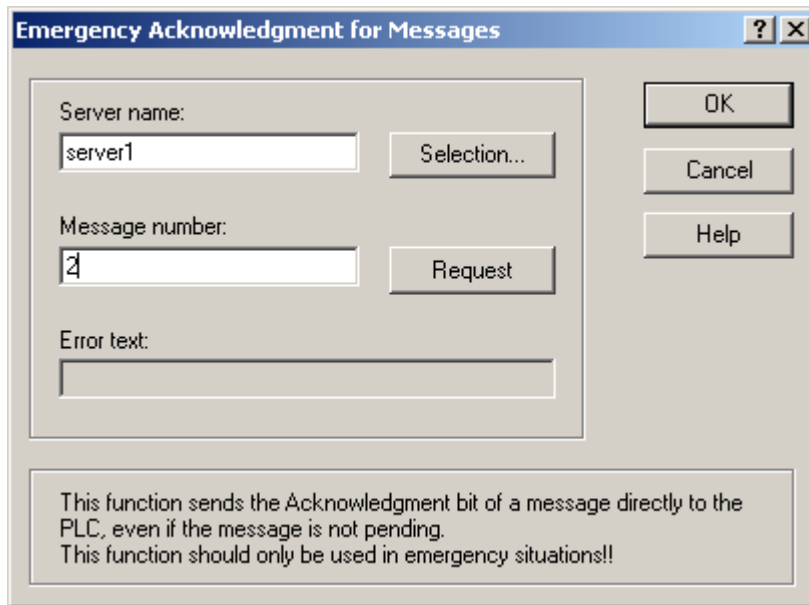 Emergency Acknowledgment for Messages
Server name:
server1
Selection...
Message number:
2
Request
Error text:
OK
Cancel
Help
This function sends the Acknowledgment bit of a message directly to the
PLC, even if the message is not pending.
This function should only be used in emergency situations!!